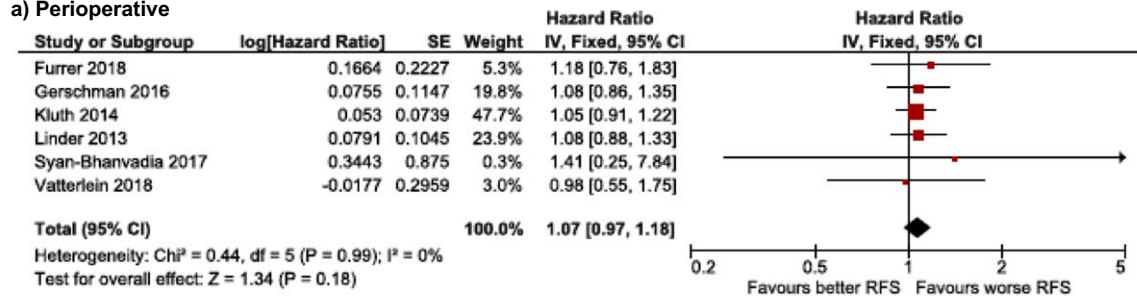 a) Perioperative
Hazard Ratio Hazard Ratio
Study or Subgroup log[Hazard Ratio] SE Weight IV, Fixed, 95% CI IV, Fixed, 95% CI
Furrer 2018 0.1664 0.2227 5.3% 1.18 [0.76, 1.83]
Gerschman 2016 0.0755 0.1147 19.8% 1.08 [0.86, 1.35]
Kluth 2014 0.053 0.0739 47.7% 1.05 [0.91, 1.22]
Linder 2013 0.0791 0.1045 23.9% 1.08 [0.88, 1.33]
Syan-Bhanvadia 2017 0.3443 0.875 0.3% 1.41 [0.25, 7.84]
Vatterlein 2018 -0.0177 0.2959 3.0% 0.98 [0.55, 1.75]
Total (95% CI) 100.0% 1.07 [0.97, 1.18]
Heterogeneity: Chi² = 0.44, df = 5 (P = 0.99); I² = 0%
Test for overall effect: Z = 1.34 (P = 0.18)
0.2 0.5 1 2 5
Favours better RFS Favours worse RFS